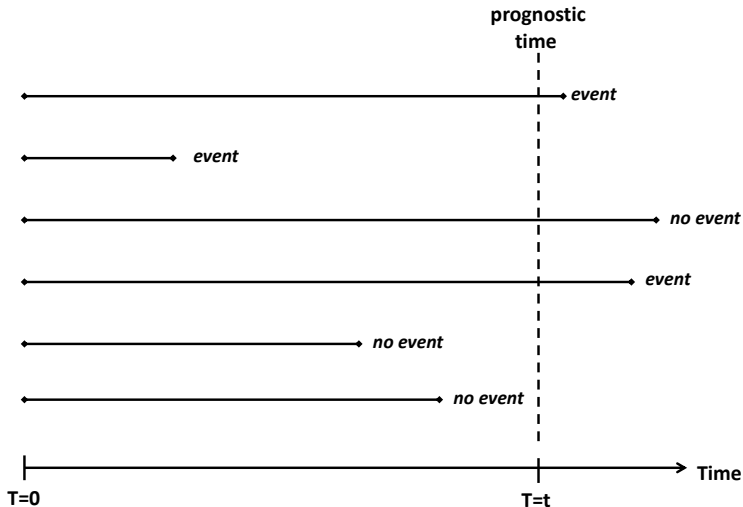 prognostic
time
event
event
no event
event
no event
no event
Time
T=0
T=t